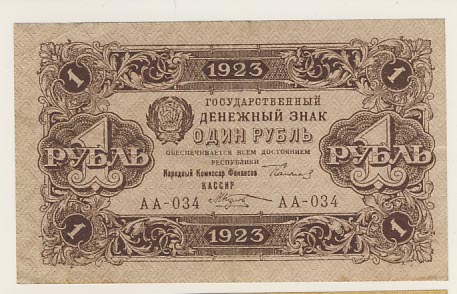 1 1923 1
ГОСУДАРСТВЕННЫЙ
ДЕНЕЖНЫЙ ЗНАК
ОДИН РУБЛЬ
ОБЕСПЕЧИВАЕТСЯ ВСЕМ ДОСТОЯНИЕМ
РЕСПУБЛИКИ
1 РУБЛЬ 1 РУБЛЬ
Народный Комиссар Финансов
КАССИР
АА-034 АА-034
1 1923 1